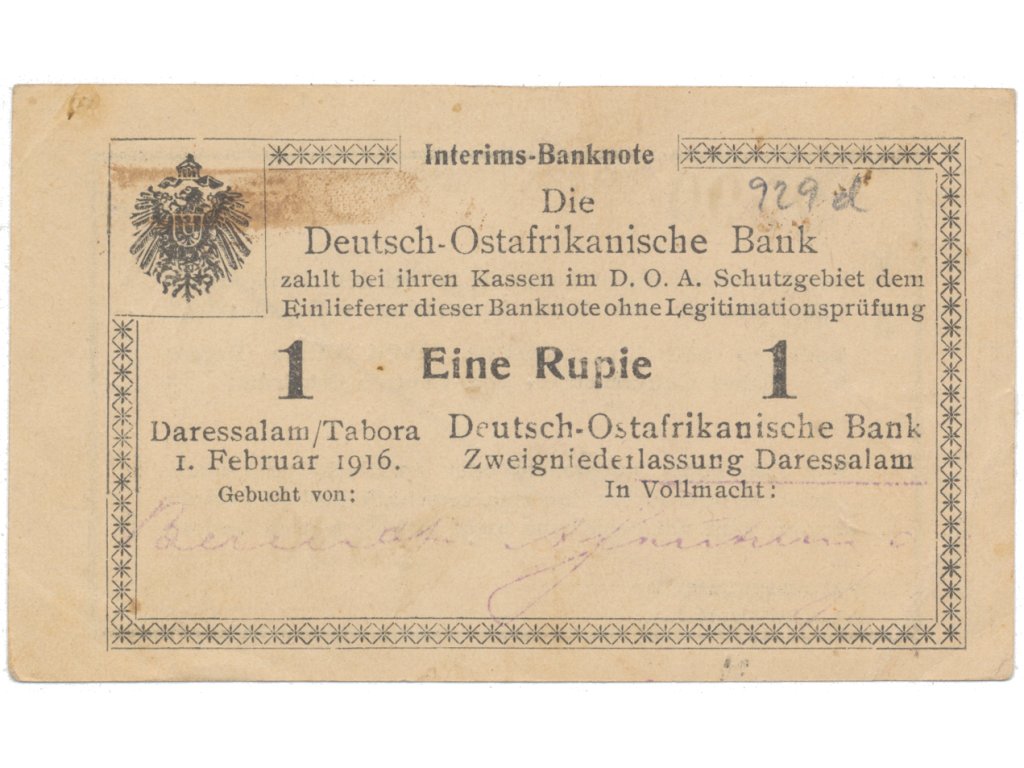 Interims-Banknote
929 d
Die
Deutsch-Ostafrikanische Bank
zahlt bei ihren Kassen im D. O. A. Schutzgebiet dem
Einlieferer dieser Banknote ohne Legitimationsprüfung
1 Eine Rupie 1
Daressalam/Tabora
1. Februar 1916.
Gebucht von:
Deutsch-Ostafrikanische Bank
Zweigniederlassung Daressalam
In Vollmacht: